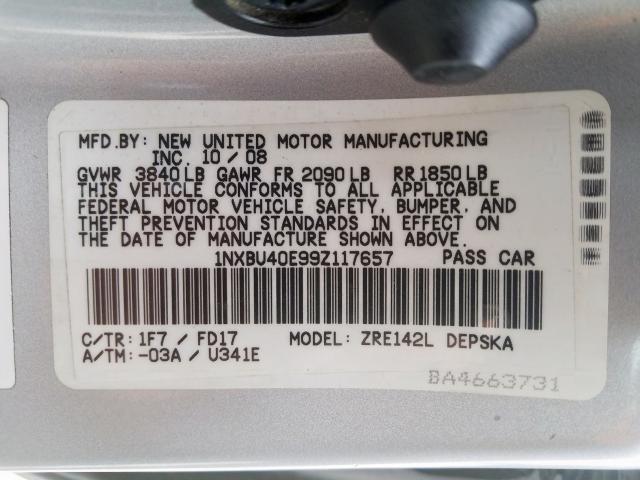 MFD.BY: NEW UNITED MOTOR MANUFACTURING
INC. 10 / 08
GVWR 3840 LB GAWR FR 2090 LB RR 1850 LB
THIS VEHICLE CONFORMS TO ALL APPLICABLE
FEDERAL MOTOR VEHICLE SAFETY, BUMPER, AND
THEFT PREVENTION STANDARDS IN EFFECT ON
THE DATE OF MANUFACTURE SHOWN ABOVE.
1NXBU40E99Z117657 PASS CAR
C/TR: 1F7 / FD17 MODEL: ZRE142L DEPSKA
A/TM: -03A / U341E
BA4663731